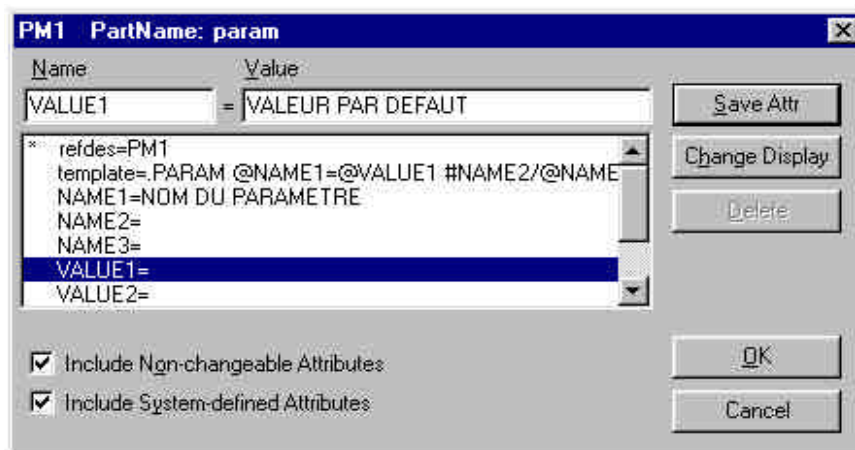 PM1 PartName: param
Name Value
VALUE1 = VALEUR PAR DEFAUT
Save Attr
* refdes=PM1
template=.PARAM @NAME1=@VALUE1 #NAME2/@NAME
Change Display
NAME1=NOM DU PARAMETRE
NAME2=
Delete
NAME3=
VALUE1=
VALUE2=
Include Non-changeable Attributes
OK
Include System-defined Attributes
Cancel